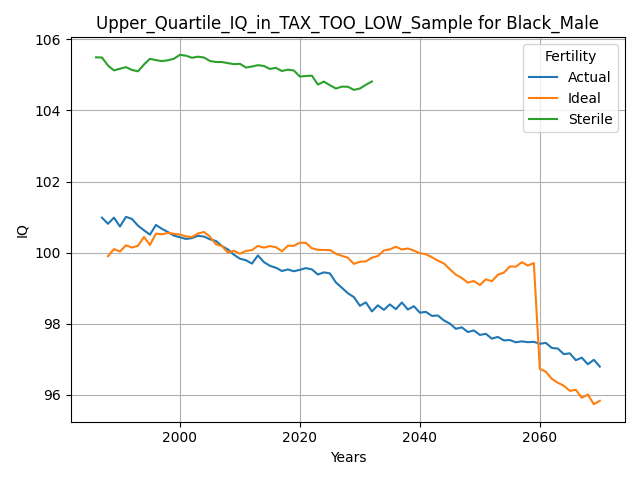 Upper_Quartile_IQ_in_TAX_TOO_LOW_Sample for Black_Male
106
104
102
100
98
96
IQ
Fertility
Actual
Ideal
Sterile
2000
2020
2040
2060
Years